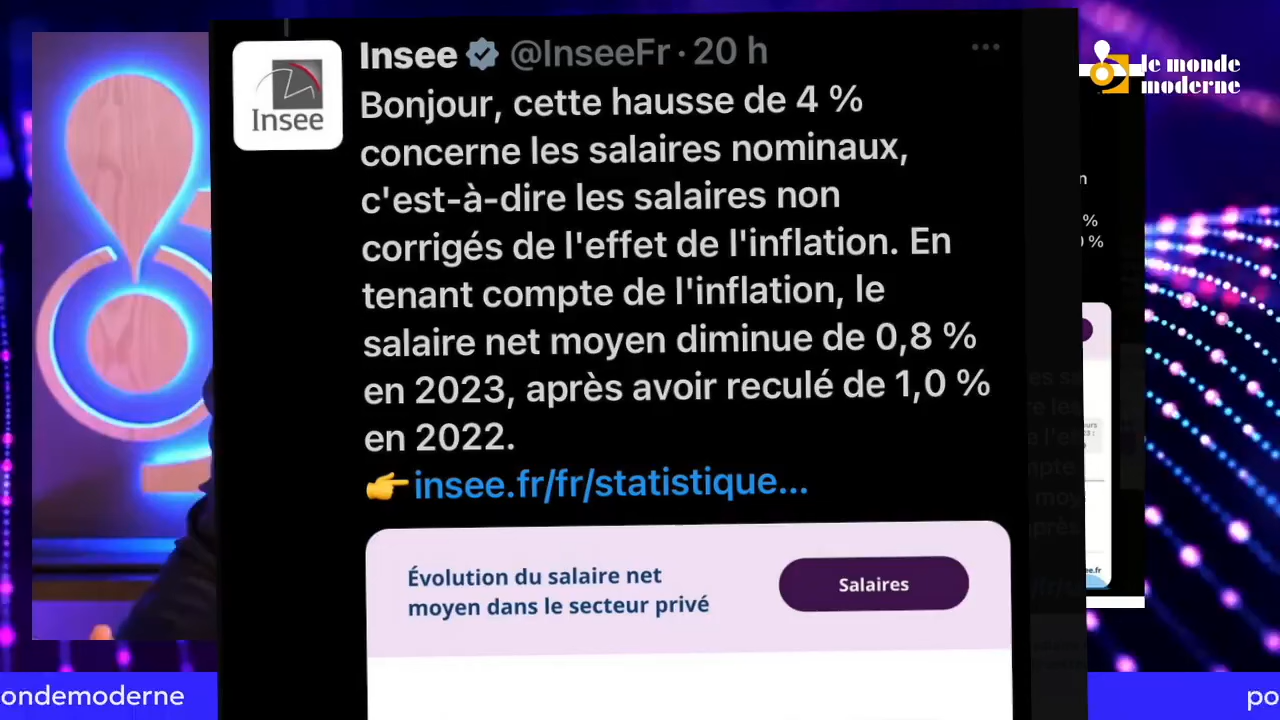 Insee @InseeFr · 20 h
Bonjour, cette hausse de 4 %
concerne les salaires nominaux,
c'est-à-dire les salaires non
corrigés de l'effet de l'inflation. En
tenant compte de l'inflation, le
salaire net moyen diminue de 0,8 %
en 2023, après avoir reculé de 1,0 %
en 2022.
👉insee.fr/fr/statistique...
Insee
Évolution du salaire net
moyen dans le secteur privé
Salaires
le monde
moderne
ondemoderne
po